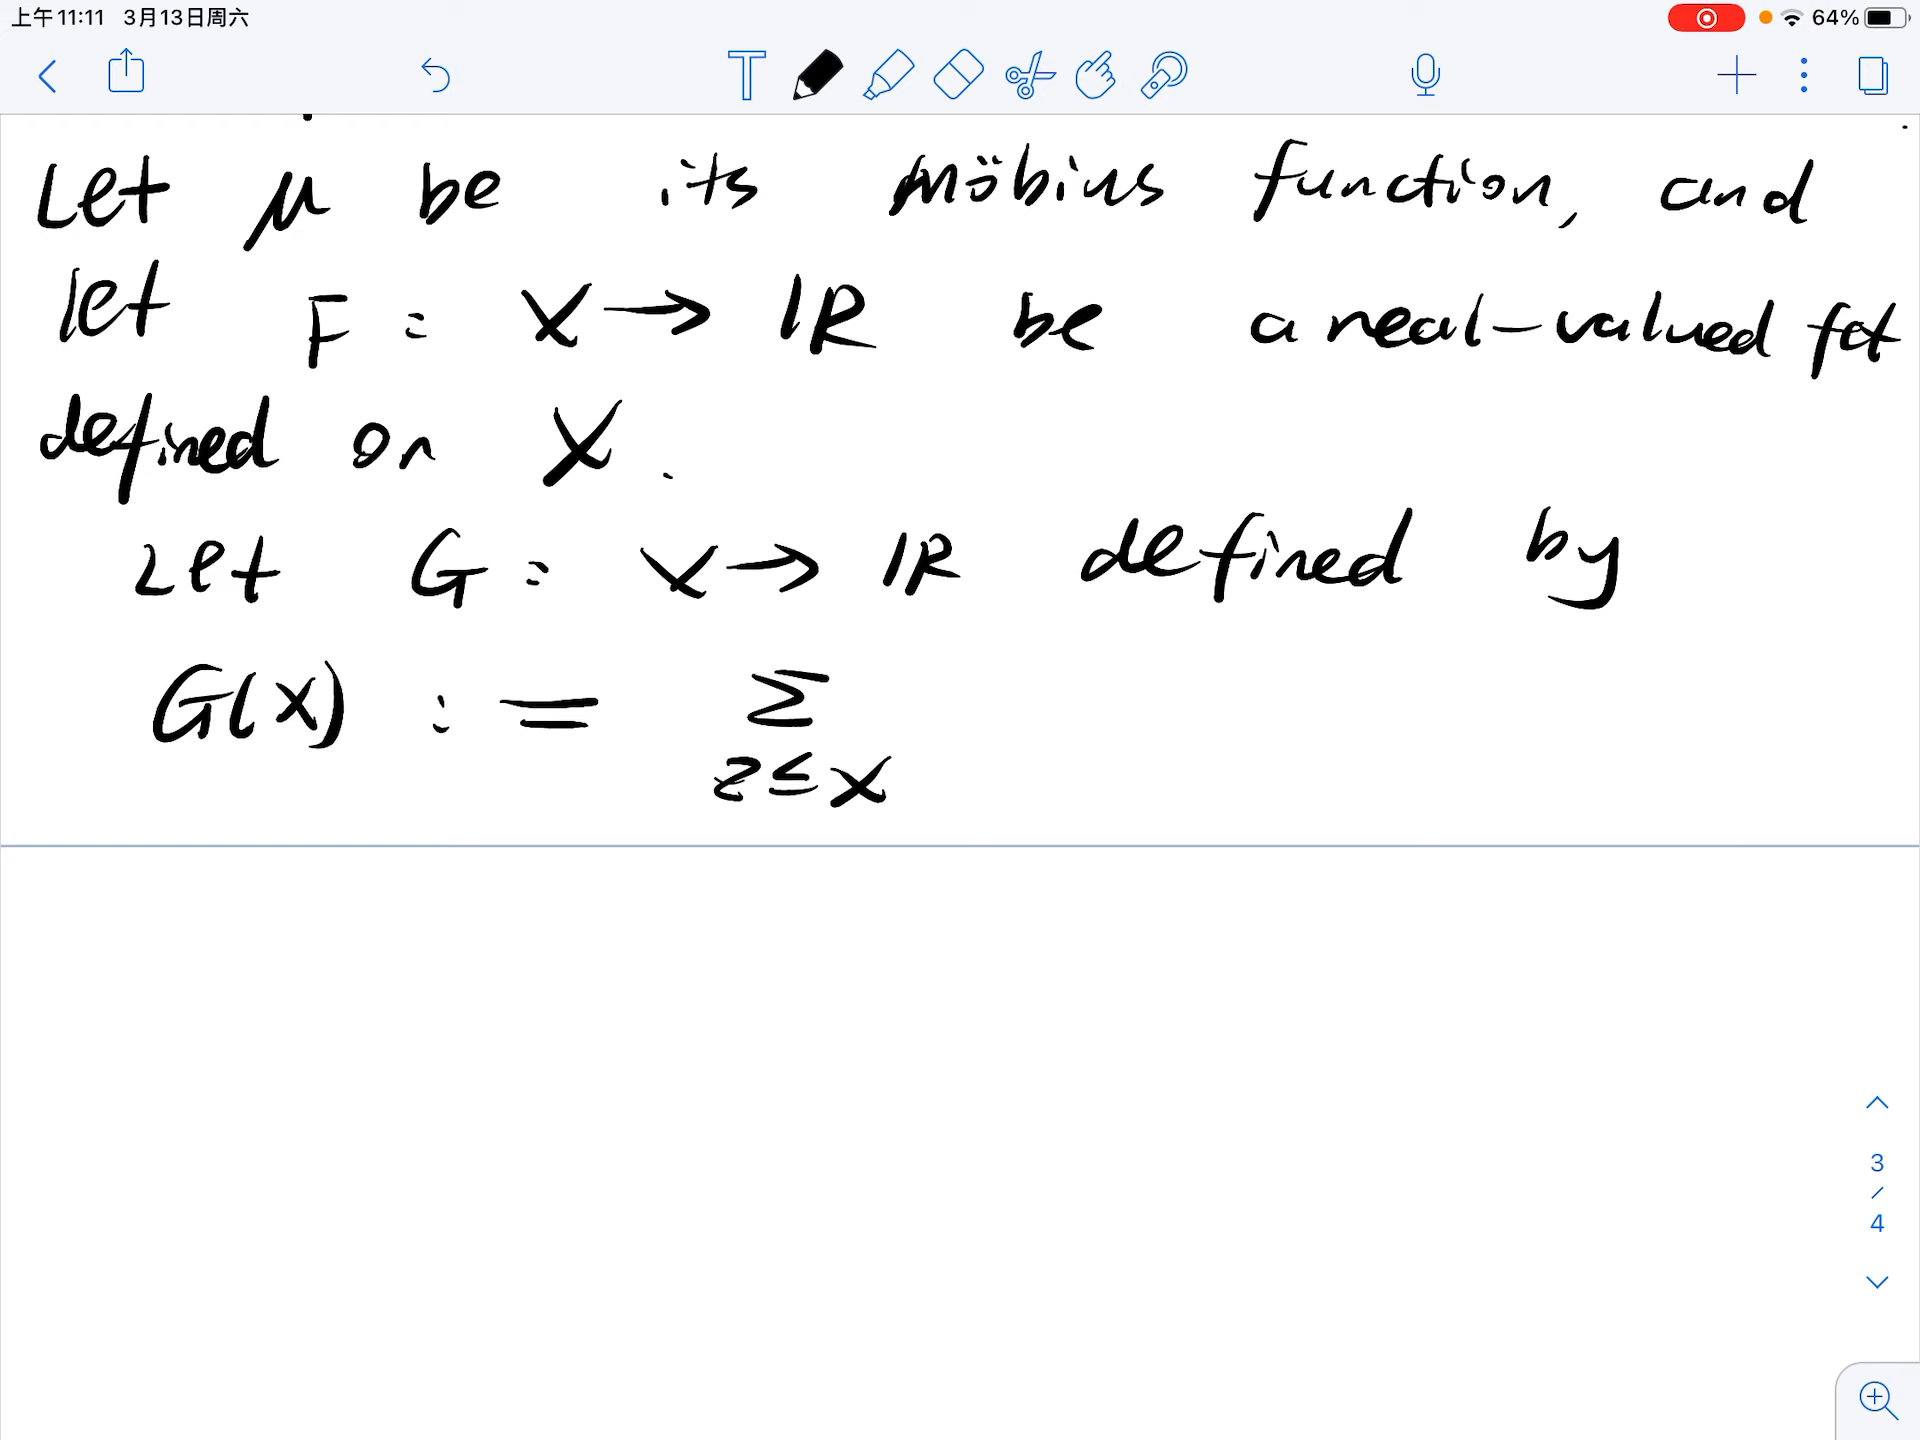 上午11:11 3月13日周六 64%
Let μ be its möbius function, and
let F : X → ℝ be a real-valued fct
defined on X.
Let G : X → ℝ defined by
G(x) := Σ
z ≤ x
3
/
4